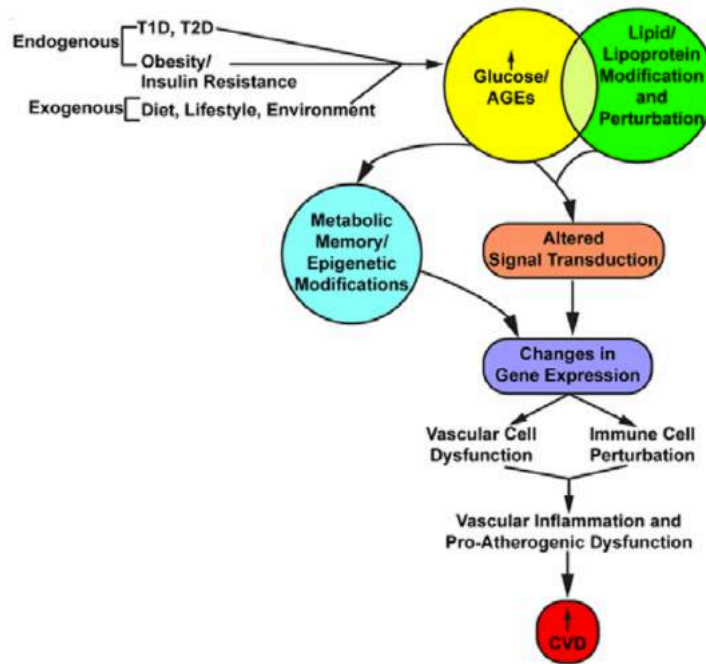 T1D, T2D
Endogenous
Obesity/
Insulin Resistance
Exogenous
Diet, Lifestyle, Environment
↑
Glucose/
AGEs
Lipid/
Lipoprotein
Modification
and
Perturbation
Metabolic
Memory/
Epigenetic
Modifications
Altered
Signal Transduction
Changes in
Gene Expression
Vascular Cell
Dysfunction
Immune Cell
Perturbation
Vascular Inflammation and
Pro-Atherogenic Dysfunction
↑
CVD